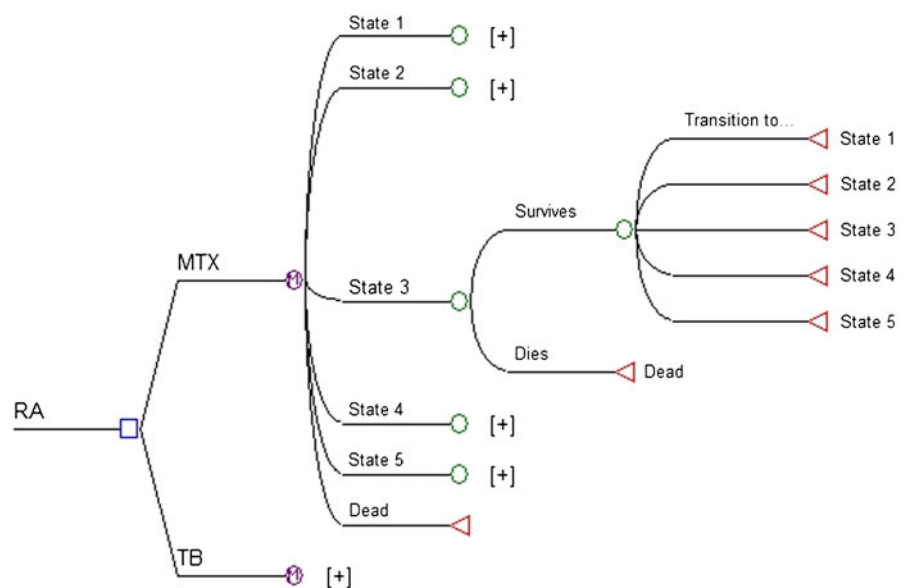 State 1
[+]
State 2
[+]
Transition to...
State 1
State 2
Survives
State 3
MTX
M
State 3
State 4
State 5
Dies
Dead
RA
State 4
[+]
State 5
[+]
Dead
TB
M
[+]